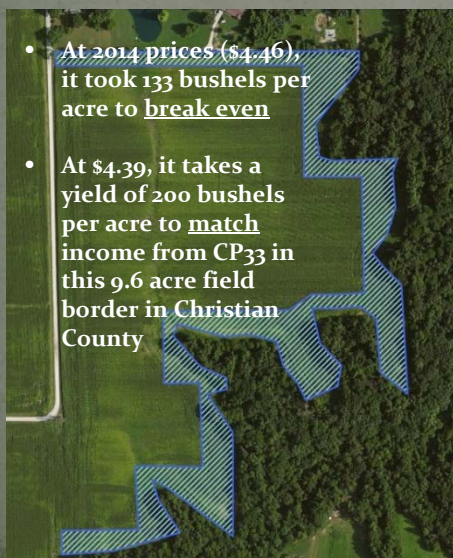 • At 2014 prices ($4.46),
it took 133 bushels per
acre to break even
• At $4.39, it takes a
yield of 200 bushels
per acre to match
income from CP33 in
this 9.6 acre field
border in Christian
County